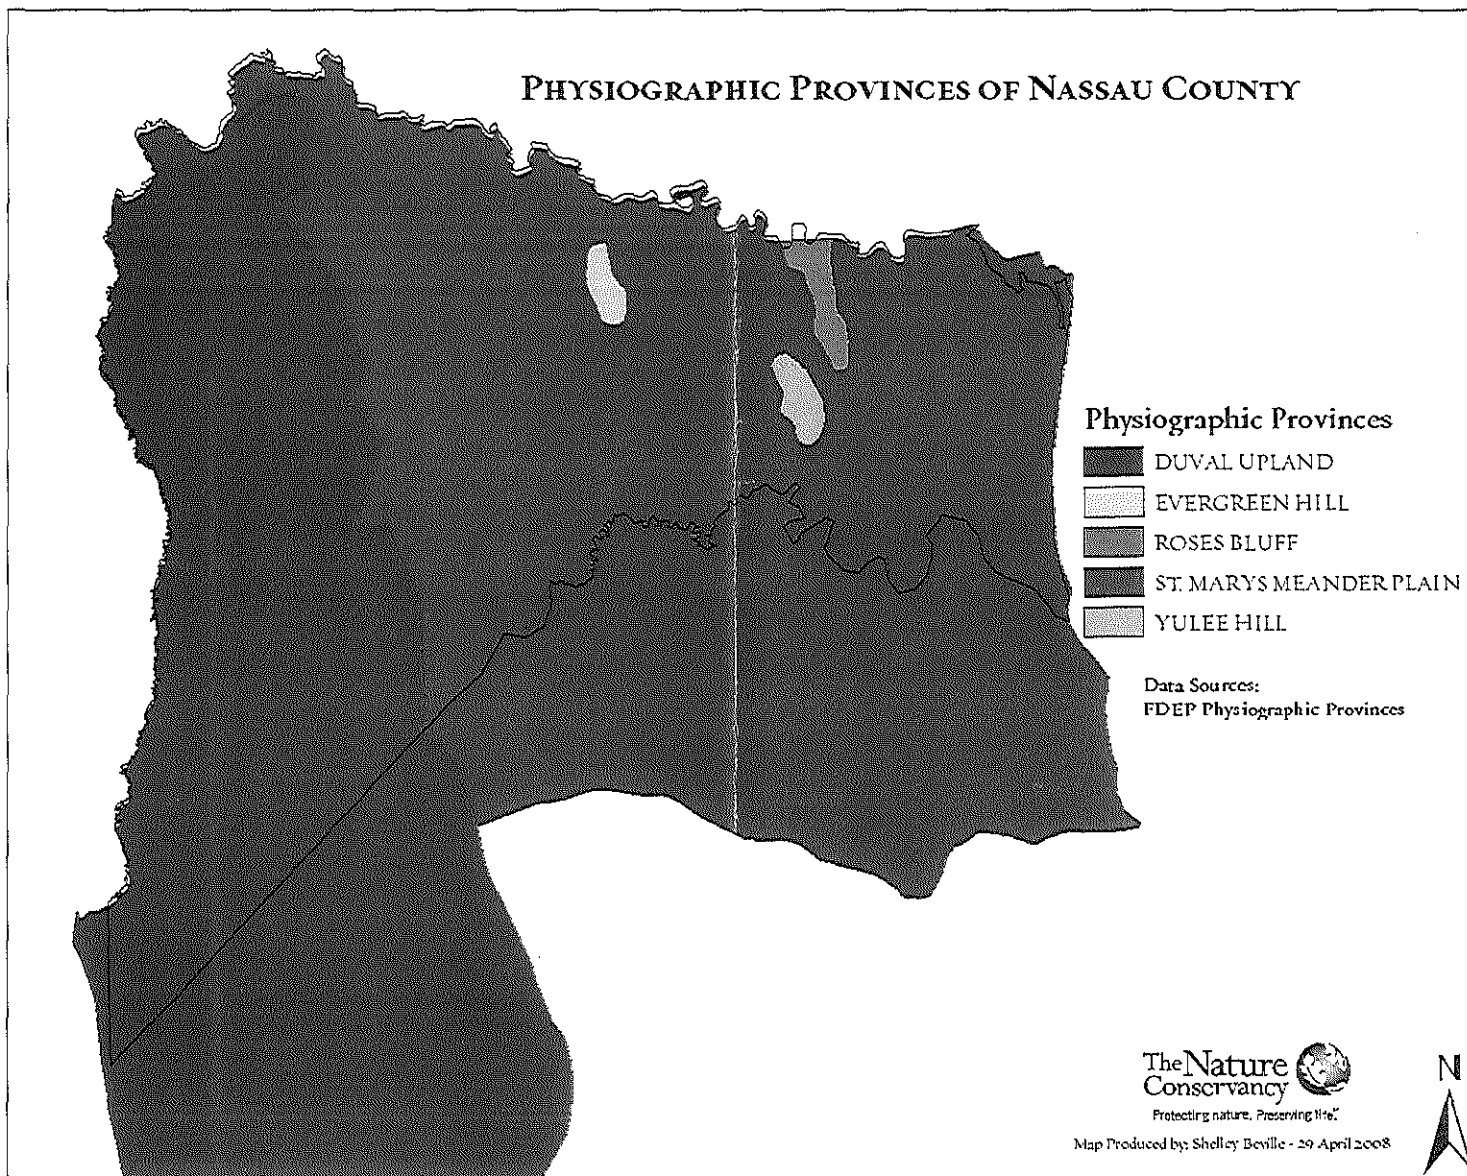 PHYSIOGRAPHIC PROVINCES OF NASSAU COUNTY
Physiographic Provinces
DUVAL UPLAND
EVERGREEN HILL
ROSES BLUFF
ST. MARYS MEANDER PLAIN
YULEE HILL
Data Sources:
FDEP Physiographic Provinces
The Nature
Conservancy
Protecting nature. Preserving life.™
Map Produced by: Shelley Beville - 29 April 2008
N